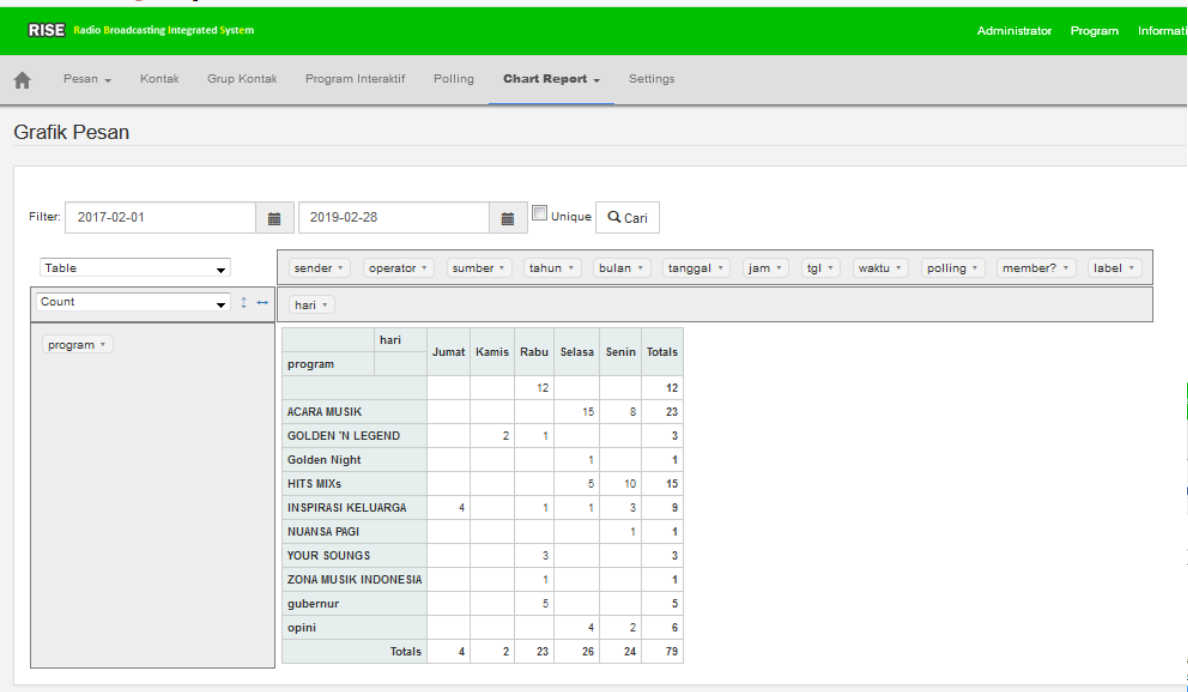 RISE Radio Broadcasting Integrated System Administrator Program Informati
Pesan Kontak Grup Kontak Program Interaktif Polling Chart Report Settings
Grafik Pesan
Filter: 2017-02-01 2019-02-28 Unique Cari
Table sender operator sumber tahun bulan tanggal jam tgl waktu polling member? label
Count hari
program
hari Jumat Kamis Rabu Selasa Senin Totals
program
12 12
ACARA MUSIK 15 8 23
GOLDEN 'N LEGEND 2 1 3
Golden Night 1 1
HITS MIXs 5 10 15
INSPIRASI KELUARGA 4 1 1 3 9
NUANSA PAGI 1 1
YOUR SOUNGS 3 3
ZONA MUSIK INDONESIA 1 1
gubernur 5 5
opini 4 2 6
Totals 4 2 23 26 24 79